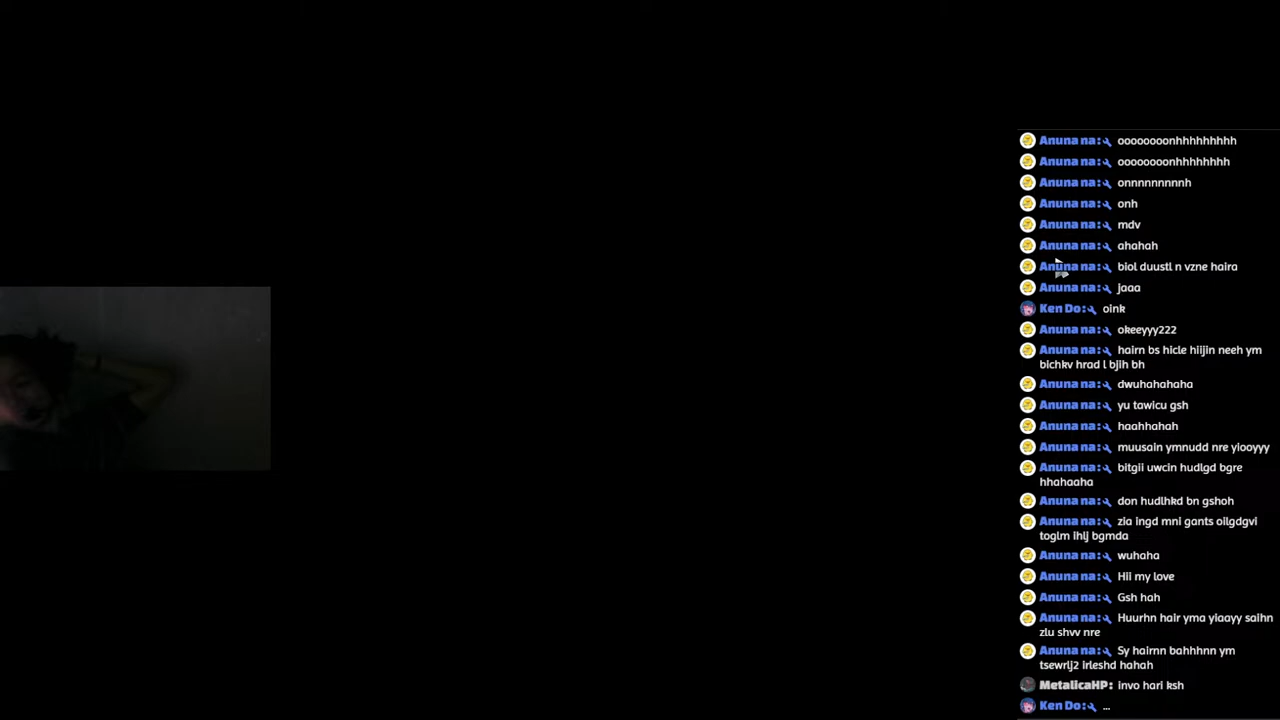 Anuna na: oooooooonhhhhhhhhh
Anuna na: oooooooonhhhhhhhh
Anuna na: onnnnnnnnnh
Anuna na: onh
Anuna na: mdv
Anuna na: ahahah
Anuna na: biol duustl n vzne haira
Anuna na: jaaa
Ken Do: oink
Anuna na: okeeyyy222
Anuna na: hairn bs hicle hiijin neeh ym
bichkv hrad l bjih bh
Anuna na: dwuhahahaha
Anuna na: yu tawicu gsh
Anuna na: haahhahah
Anuna na: muusain ymnudd nre ylooyyy
Anuna na: bitgii uwcin hudlgd bgre
hhahaaha
Anuna na: don hudlhkd bn gshoh
Anuna na: zia ingd mni gants oilgdgvi
toglm ihlj bgmda
Anuna na: wuhaha
Anuna na: Hii my love
Anuna na: Gsh hah
Anuna na: Huurhn hair yma yiaayy saihn
zlu shvv nre
Anuna na: Sy hairnn bahhhnn ym
tsewrlj2 irleshd hahah
MetalicaHP: invo hari ksh
Ken Do: ...